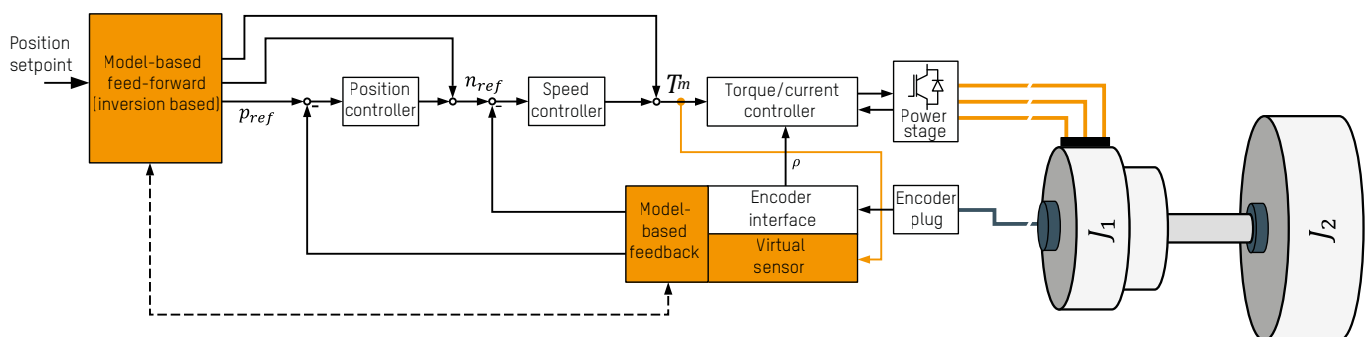 Position
setpoint
Model-based
feed-forward
(inversion based)
p_ref
Position
controller
n_ref
Speed
controller
T_m
Torque/current
controller
Power
stage
ρ
Model-
based
feedback
Encoder
interface
Virtual
sensor
Encoder
plug
J_1
J_2